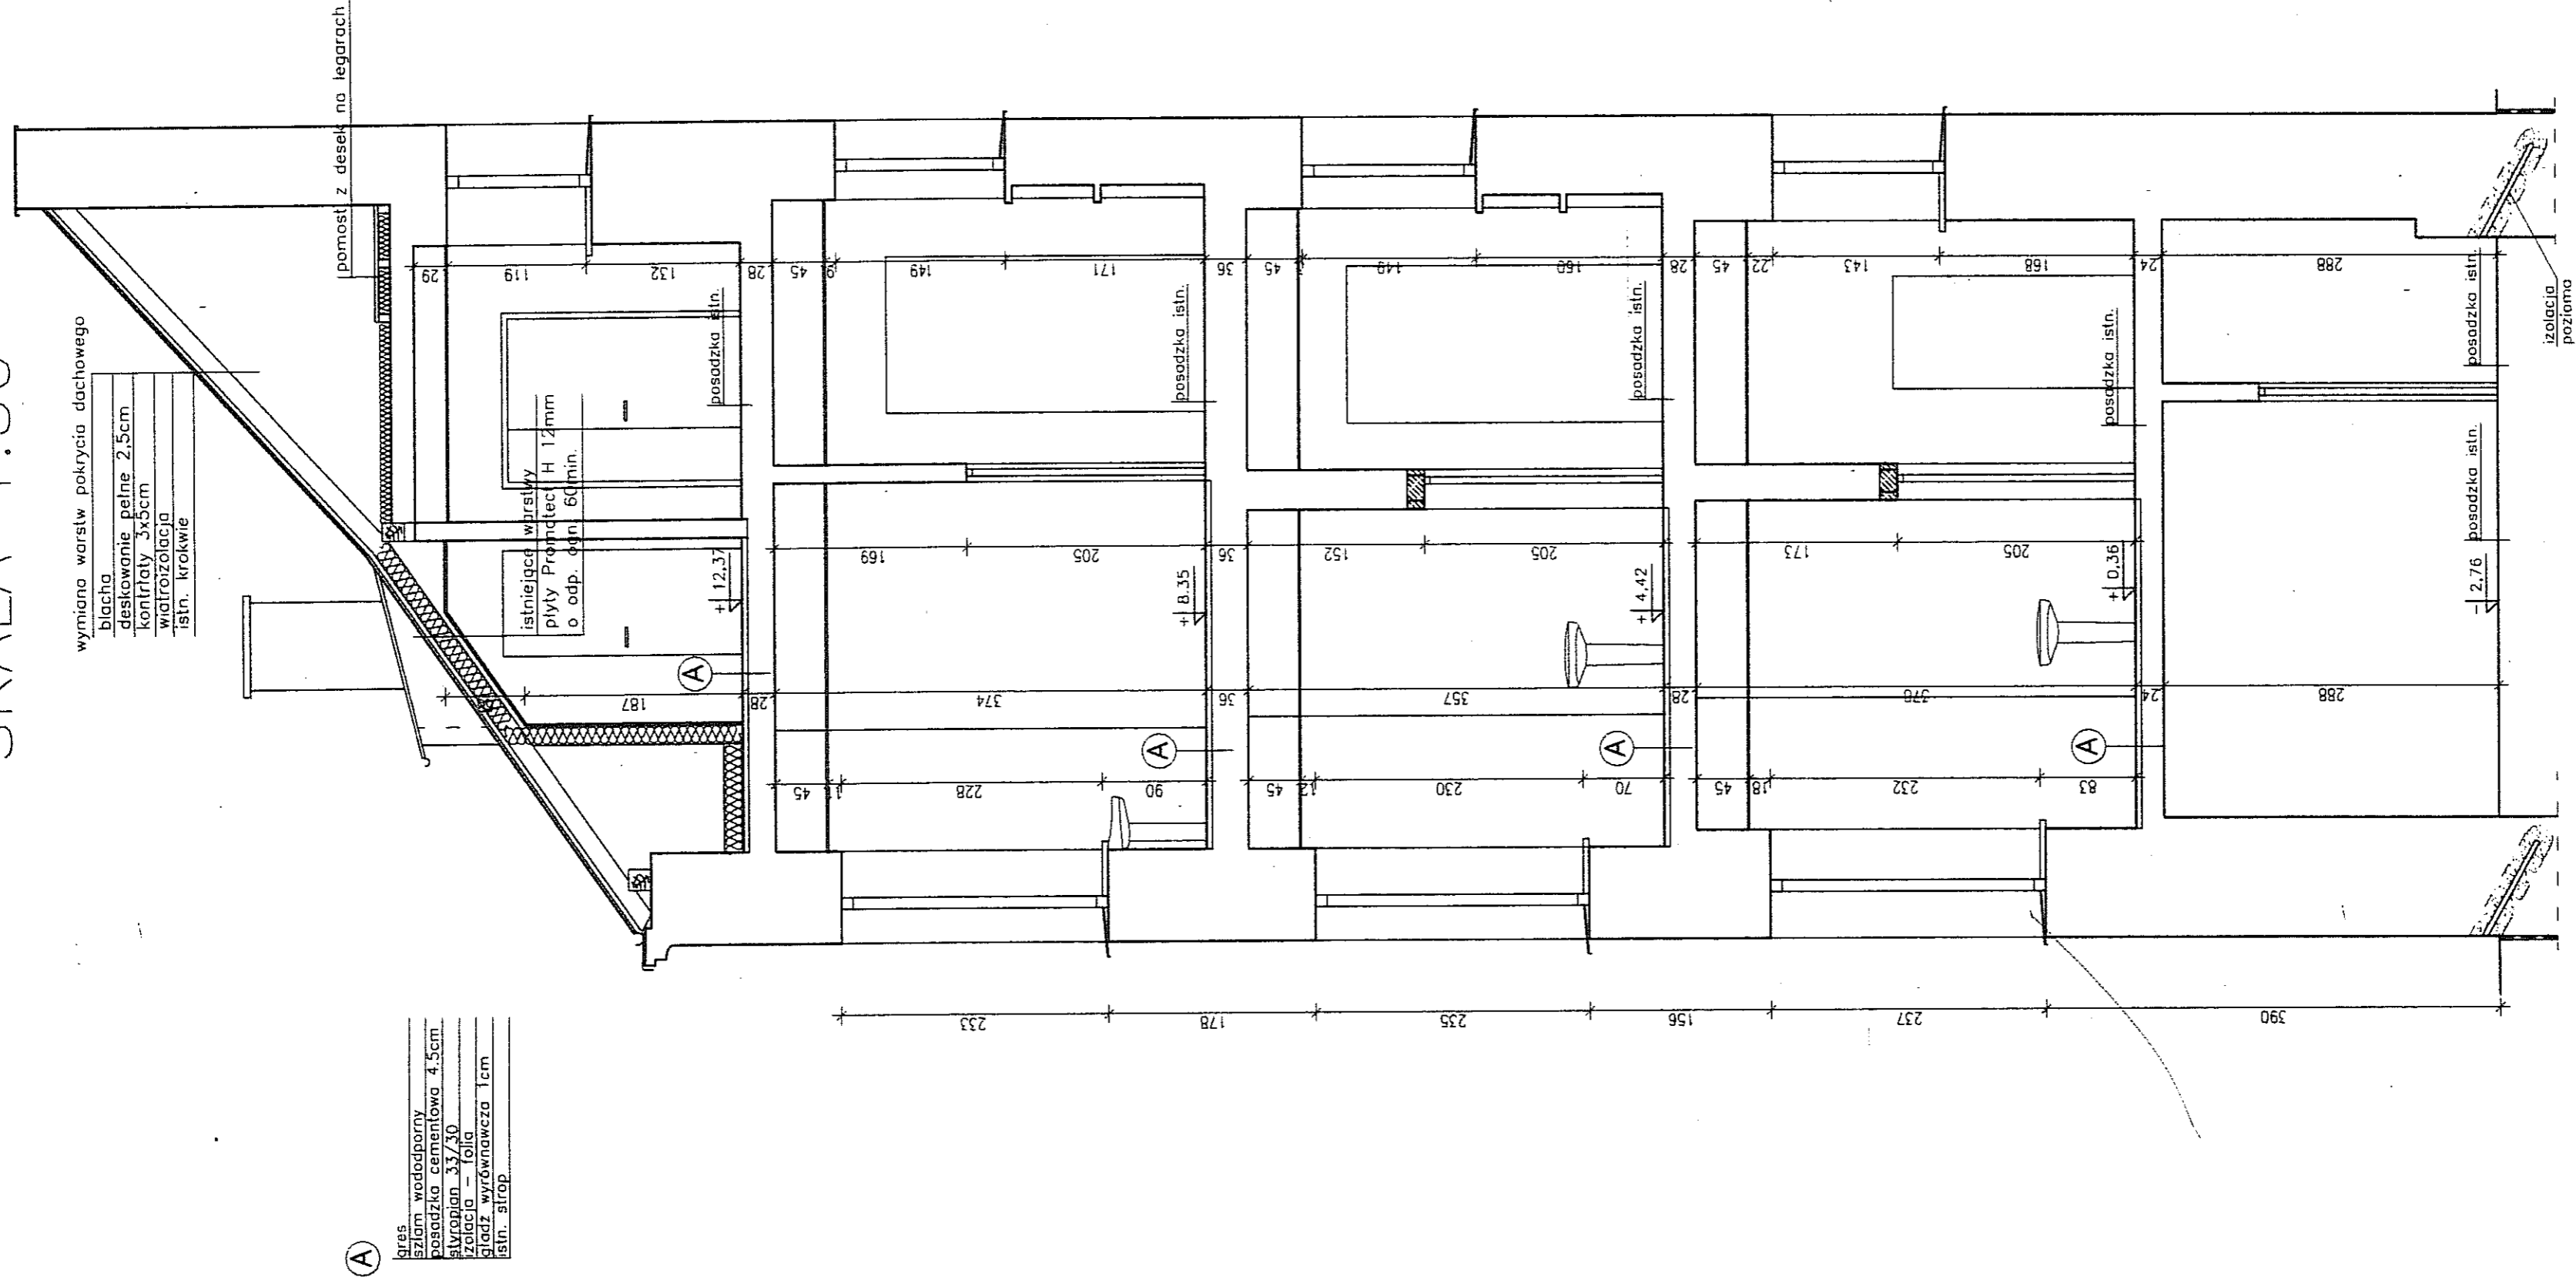 wymiana warstw pokrycia dachowego
blacha
deskowanie pełne 2,5cm
kontrłaty 3x5cm
wiatroizolacja
istn. krokwie
pomost z desek na legarach
istniejące warstwy
płyty Promatect H 12mm
o odp. ogn. 60min.
A
gres
szlam wododporny
posadzka cementowa 4.5cm
styropian 33/30
izolacja – folia
gładź wyrównawcza 1cm
istn. strop
29
119
132
28
45
9
149
171
36
45
149
160
28
45
22
143
168
24
288
posadzka istn.
posadzka istn.
posadzka istn.
posadzka istn.
posadzka istn.
posadzka istn.
izolacja
pozioma
169
205
36
152
205
173
205
+12,37
+8.35
+4,42
+0,36
-2,76
187
28
374
36
357
28
378
24
288
A
A
A
A
45
11
228
90
45
12
230
70
45
18
232
83
233
178
235
156
237
390